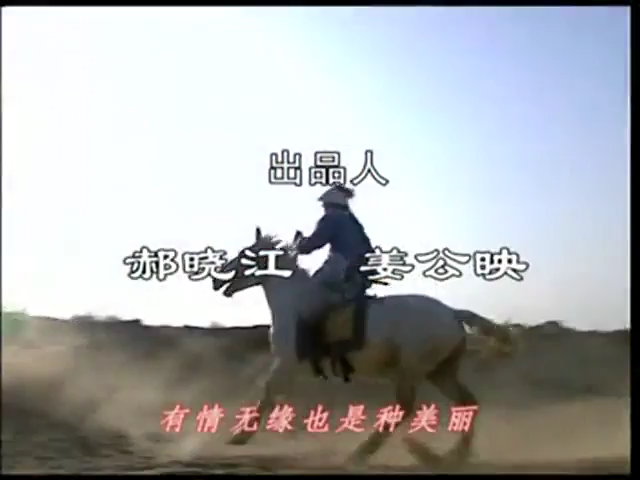 出品人
郝晓江 姜公映
有情无缘也是种美丽